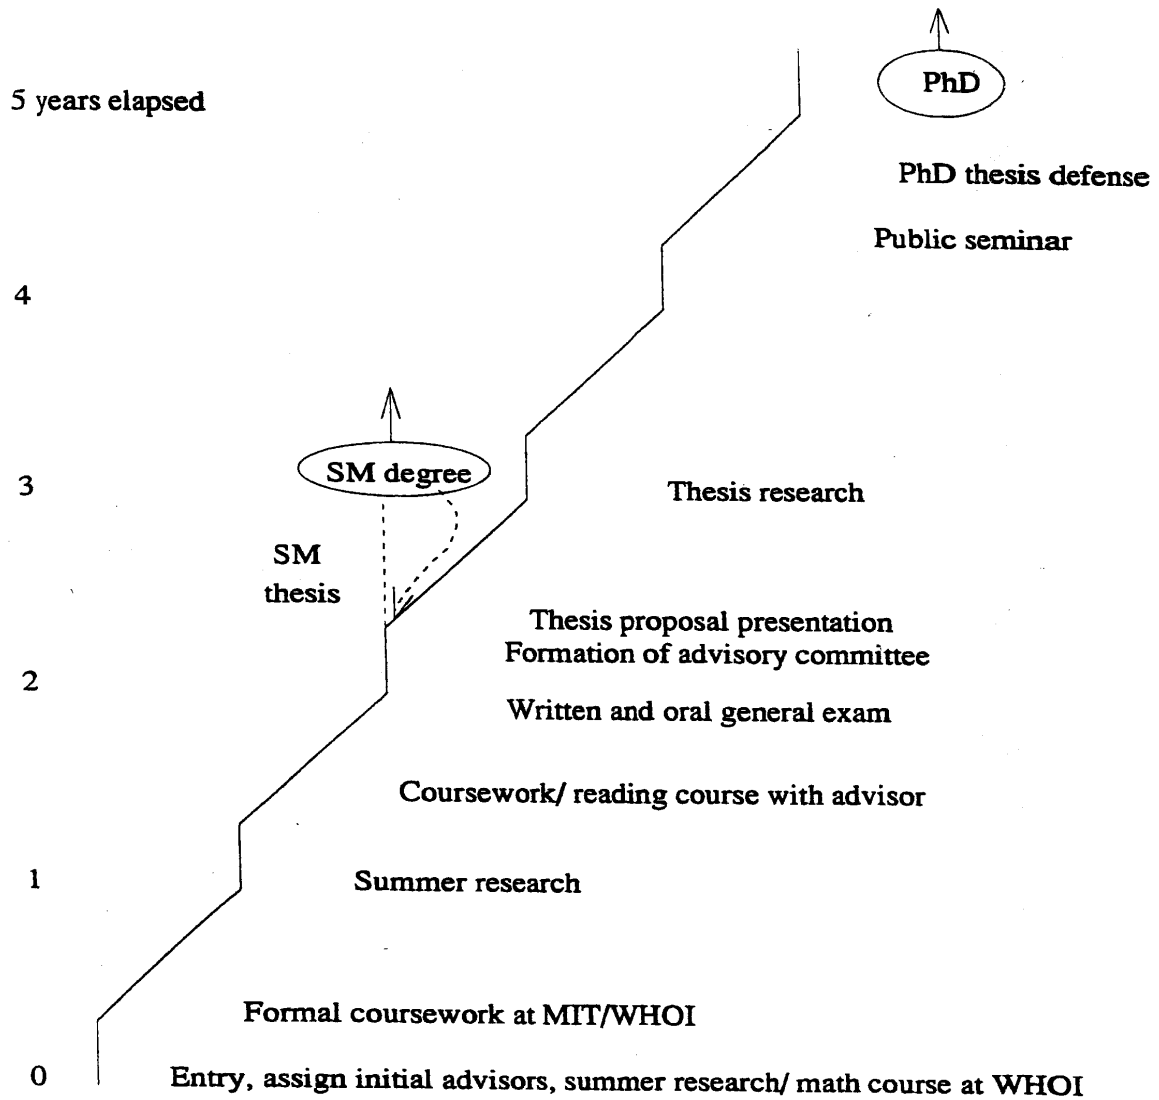 PhD
5 years elapsed
PhD thesis defense
Public seminar
4
SM degree
3
Thesis research
SM
thesis
Thesis proposal presentation
Formation of advisory committee
2
Written and oral general exam
Coursework/ reading course with advisor
1
Summer research
Formal coursework at MIT/WHOI
0
Entry, assign initial advisors, summer research/ math course at WHOI